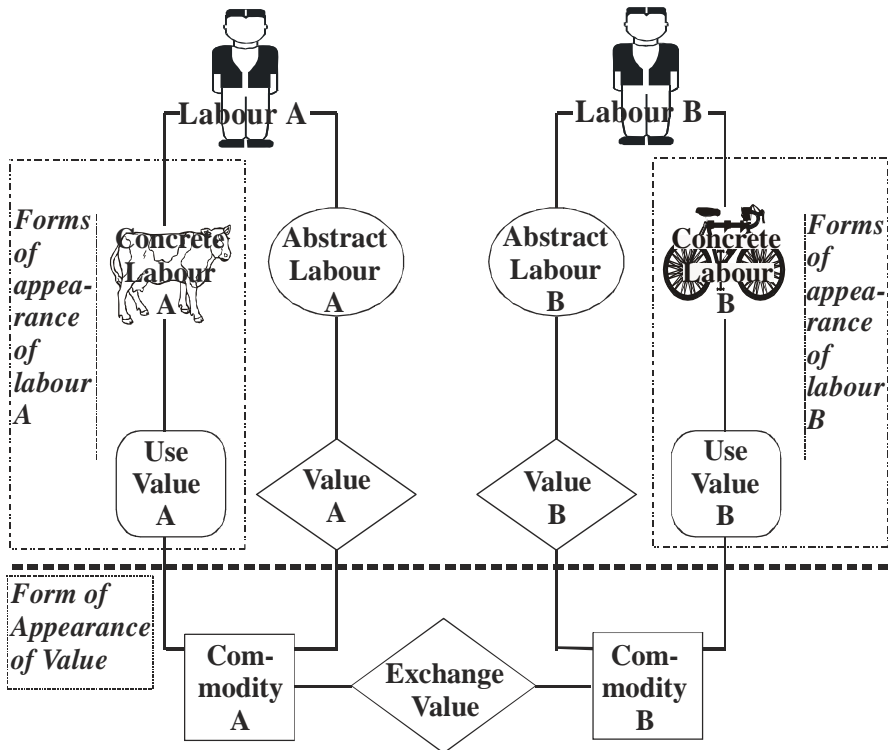 Labour A
Labour B
Forms
of
appea-
rance
of
labour
A
Concrete
Labour
A
Abstract
Labour
A
Abstract
Labour
B
Concrete
Labour
B
Forms
of
appea-
rance
of
labour
B
Use
Value
A
Value
A
Value
B
Use
Value
B
Form of
Appearance
of Value
Com-
modity
A
Exchange
Value
Com-
modity
B